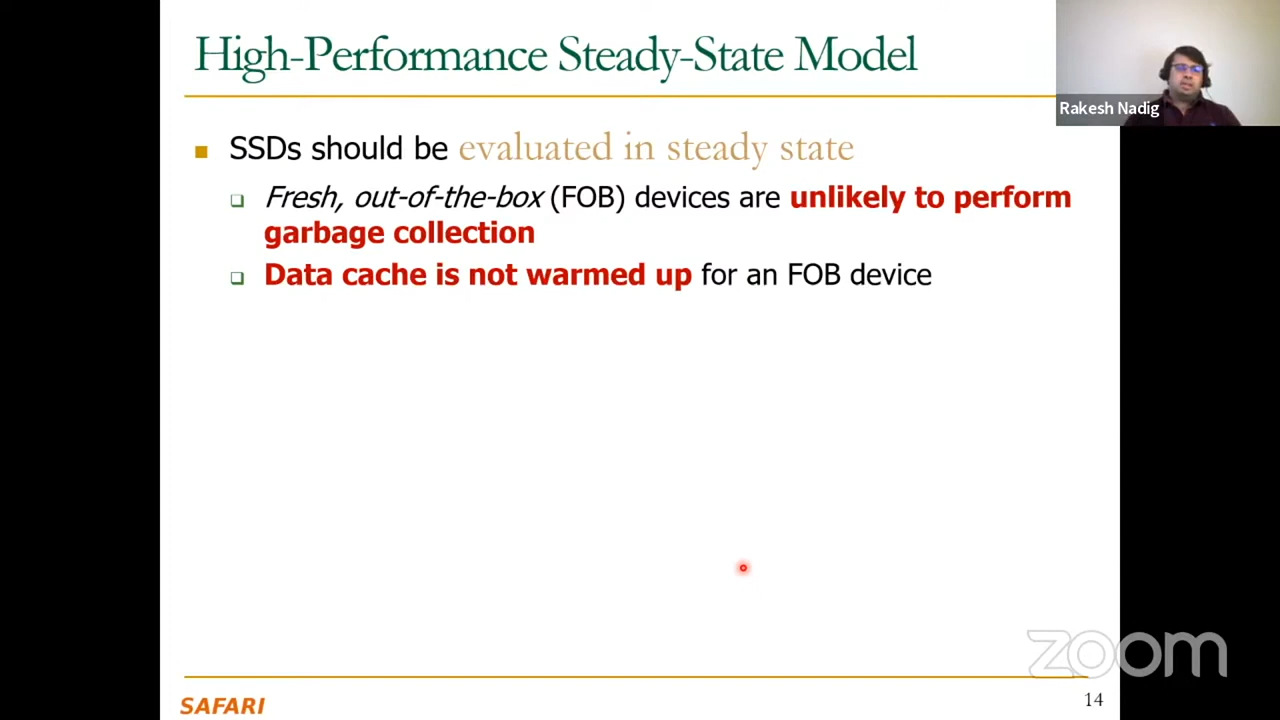 High-Performance Steady-State Model
Rakesh Nadig
SSDs should be evaluated in steady state
Fresh, out-of-the-box (FOB) devices are unlikely to perform
garbage collection
Data cache is not warmed up for an FOB device
zoom
SAFARI
14